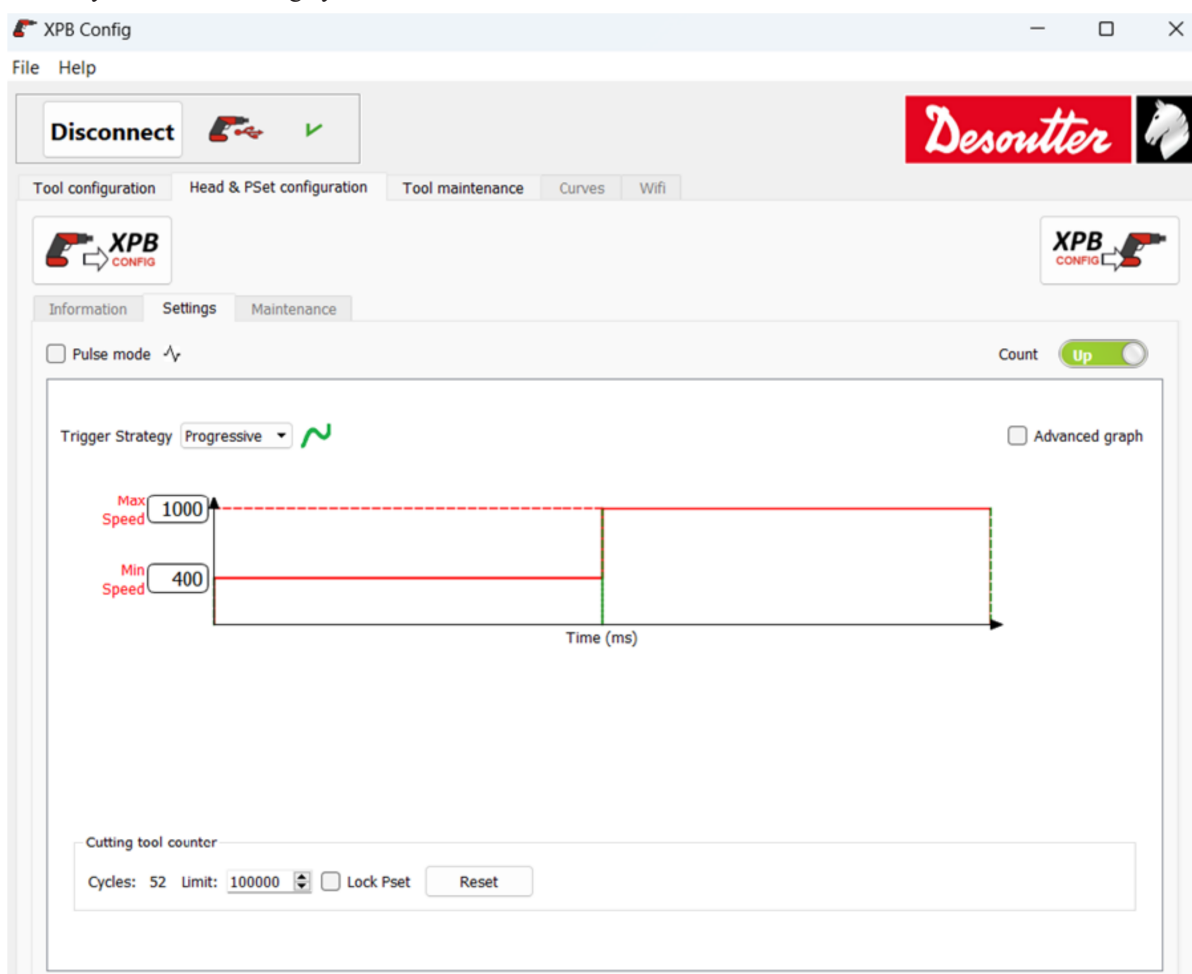 XPB Config
File Help
Disconnect
Desoutter
Tool configuration Head & PSet configuration Tool maintenance Curves Wifi
XPB
CONFIG
XPB
CONFIG
Information Settings Maintenance
Pulse mode Count Up
Trigger Strategy Progressive Advanced graph
Max
Speed 1000
Min
Speed 400
Time (ms)
Cutting tool counter
Cycles: 52 Limit: 100000 Lock Pset Reset